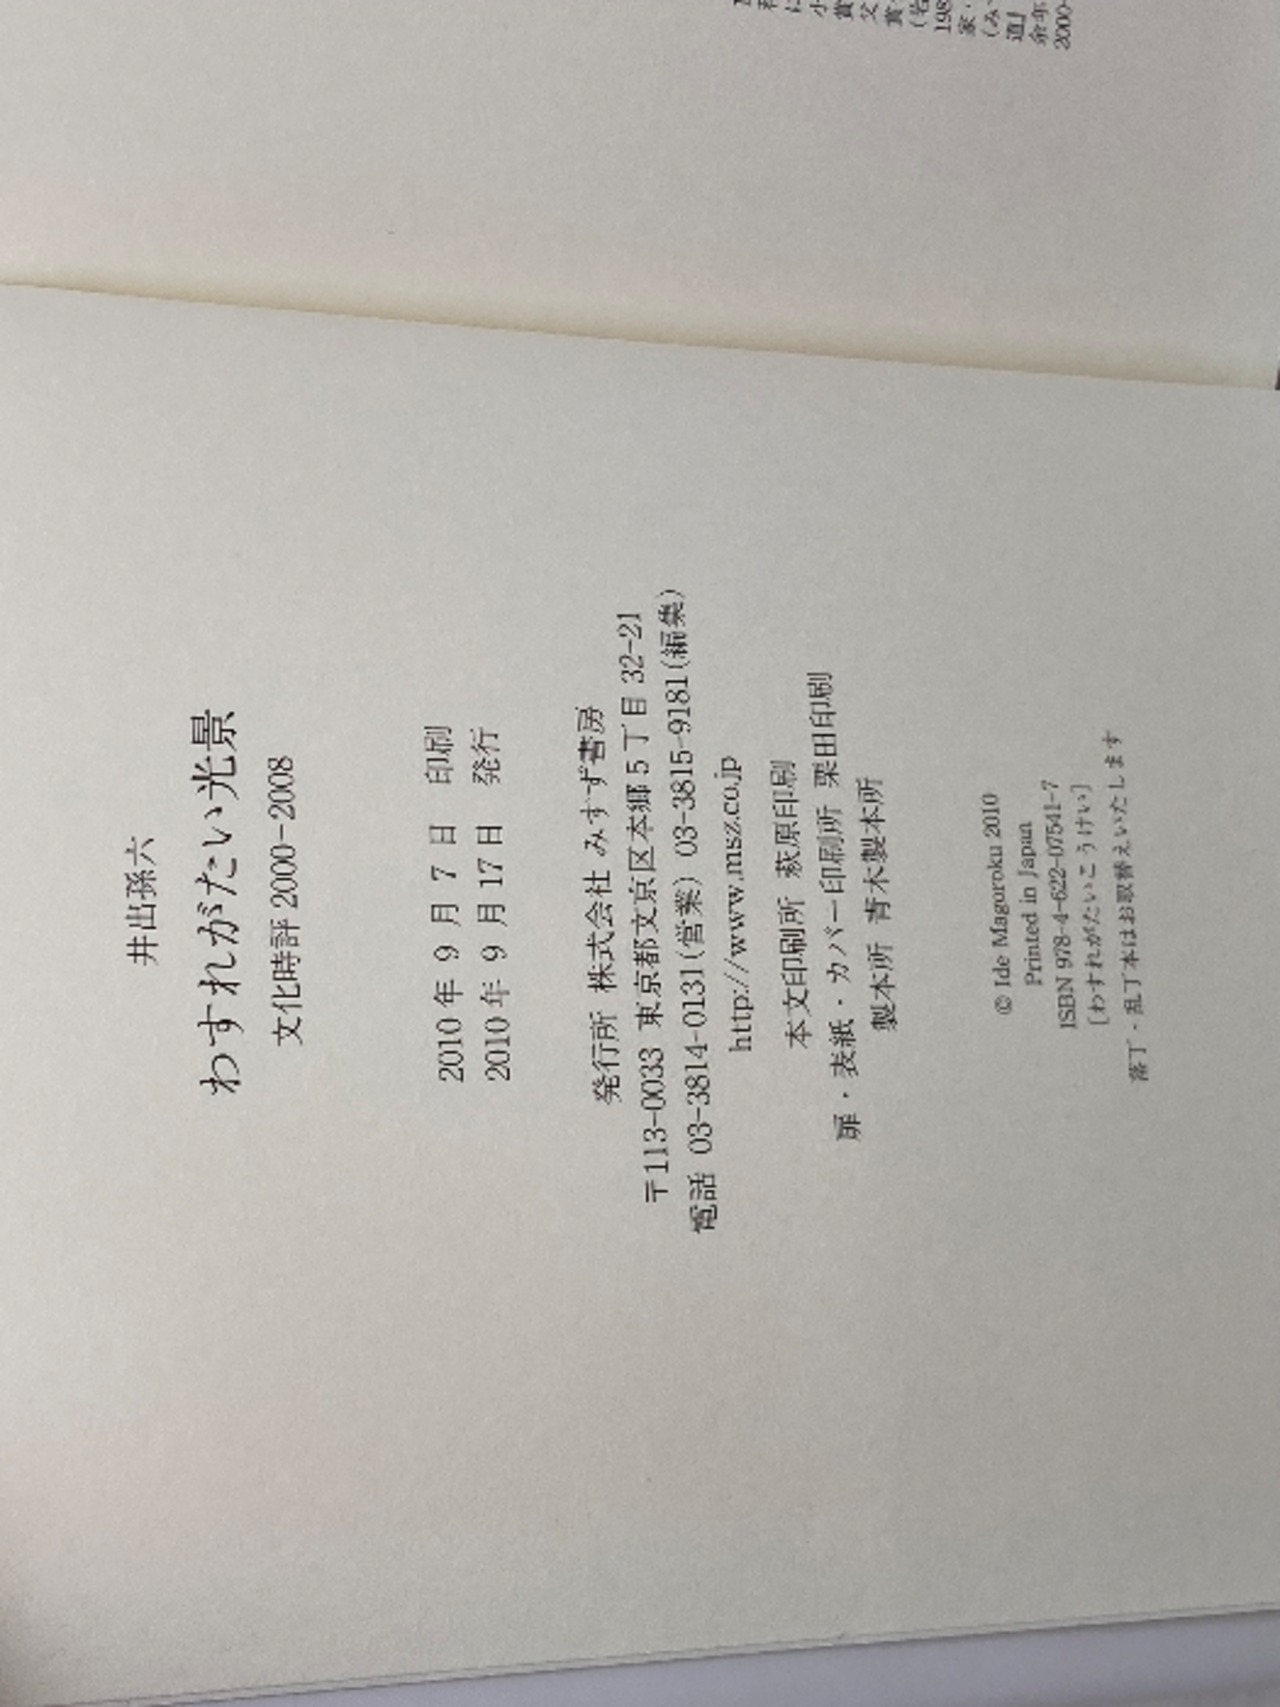 井出孫六
わすれがたい光景
文化時評 2000-2008
2010年 9月 7日 印刷
2010年 9月17日 発行
発行所 株式会社 みすず書房
〒113-0033 東京都文京区本郷5丁目32-21
電話 03-3814-0131(営業) 03-3815-9181(編集)
http://www.msz.co.jp
本文印刷所 萩原印刷
扉・表紙・カバー印刷所 栗田印刷
製本所 青木製本所
© Ide Magoroku 2010
Printed in Japan
ISBN 978-4-622-07541-7
[わすれがたいこうけい]
落丁・乱丁本はお取替えいたします